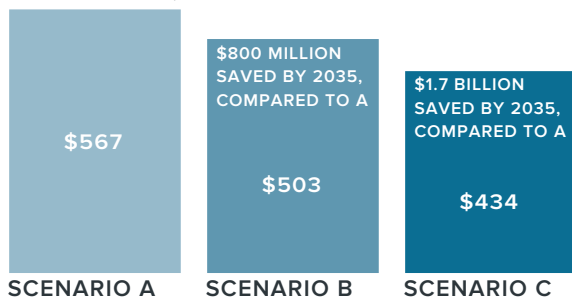 $567
$800 MILLION
SAVED BY 2035,
COMPARED TO A
$503
$1.7 BILLION
SAVED BY 2035,
COMPARED TO A
$434
SCENARIO A
SCENARIO B
SCENARIO C